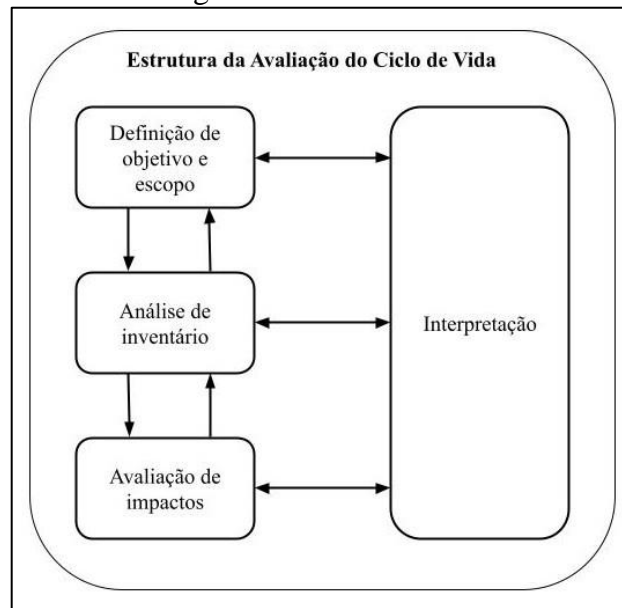 Estrutura da Avaliação do Ciclo de Vida
Definição de
objetivo e
escopo
Análise de
inventário
Interpretação
Avaliação de
impactos